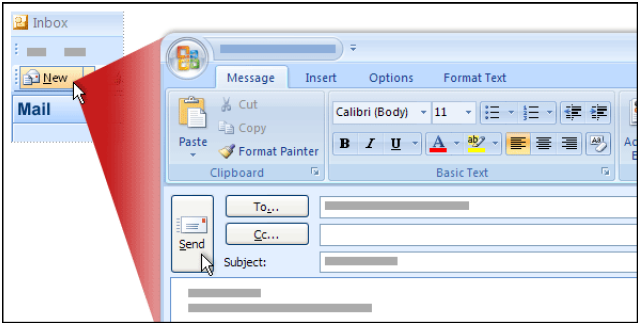 Inbox
New
Mail
Message Insert Options Format Text
Cut
Copy
Paste
Format Painter
Clipboard
Calibri (Body) 11
B I U A ab
Basic Text
To...
Cc...
Send
Subject: